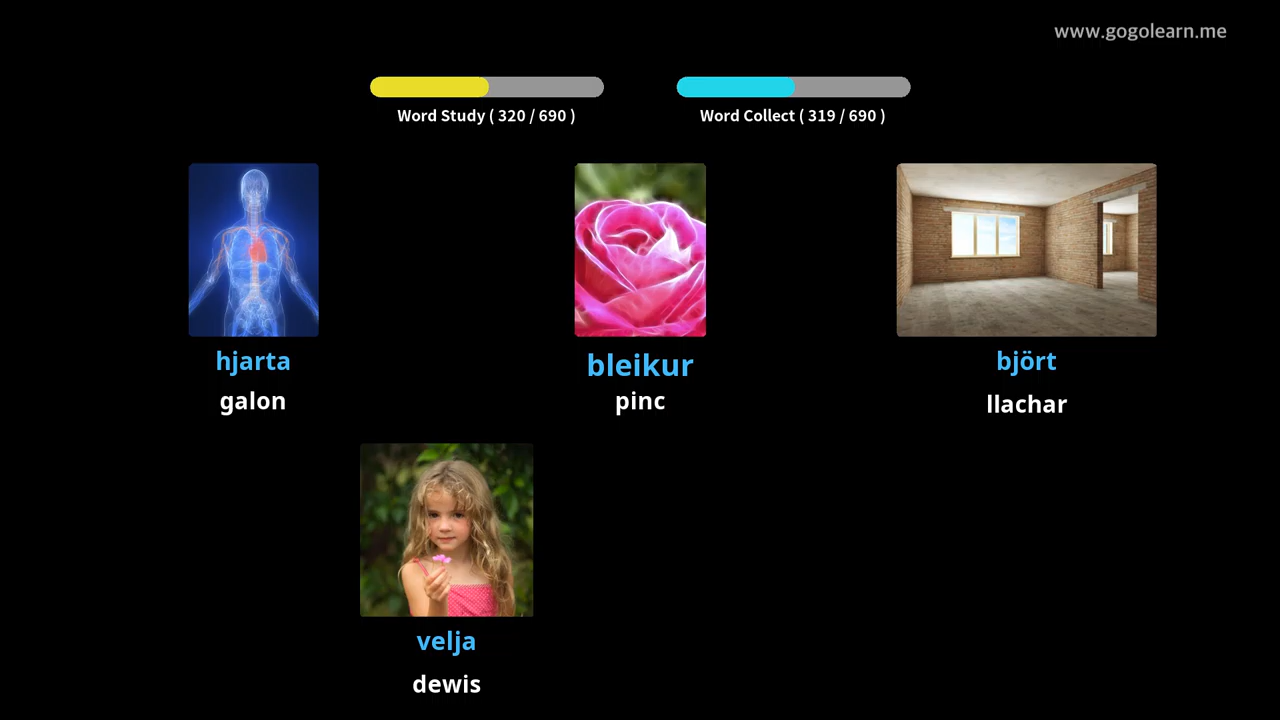 www.gogolearn.me
Word Study ( 320 / 690 )
Word Collect ( 319 / 690 )
hjarta
galon
bleikur
pinc
björt
llachar
velja
dewis